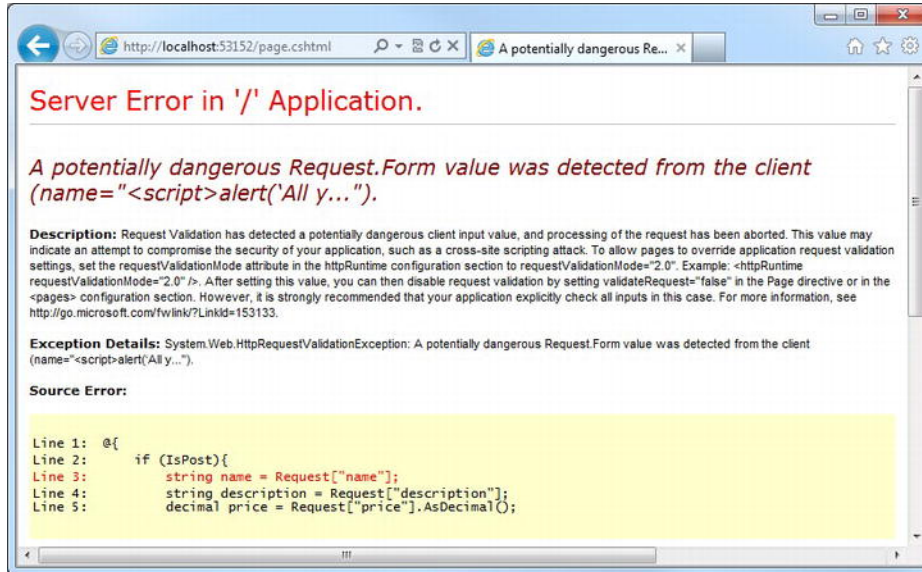 http://localhost:53152/page.cshtml
A potentially dangerous Re...
Server Error in '/' Application.
A potentially dangerous Request.Form value was detected from the client
(name="<script>alert('All y...").
Description: Request Validation has detected a potentially dangerous client input value, and processing of the request has been aborted. This value may
indicate an attempt to compromise the security of your application, such as a cross-site scripting attack. To allow pages to override application request validation
settings, set the requestValidationMode attribute in the httpRuntime configuration section to requestValidationMode="2.0". Example: <httpRuntime
requestValidationMode="2.0" />. After setting this value, you can then disable request validation by setting validateRequest="false" in the Page directive or in the
<pages> configuration section. However, it is strongly recommended that your application explicitly check all inputs in this case. For more information, see
http://go.microsoft.com/fwlink/?LinkId=153133.
Exception Details: System.Web.HttpRequestValidationException: A potentially dangerous Request.Form value was detected from the client
(name="<script>alert('All y...").
Source Error:
Line 1:  @{
Line 2:      if (IsPost){
Line 3:          string name = Request["name"];
Line 4:          string description = Request["description"];
Line 5:          decimal price = Request["price"].AsDecimal();